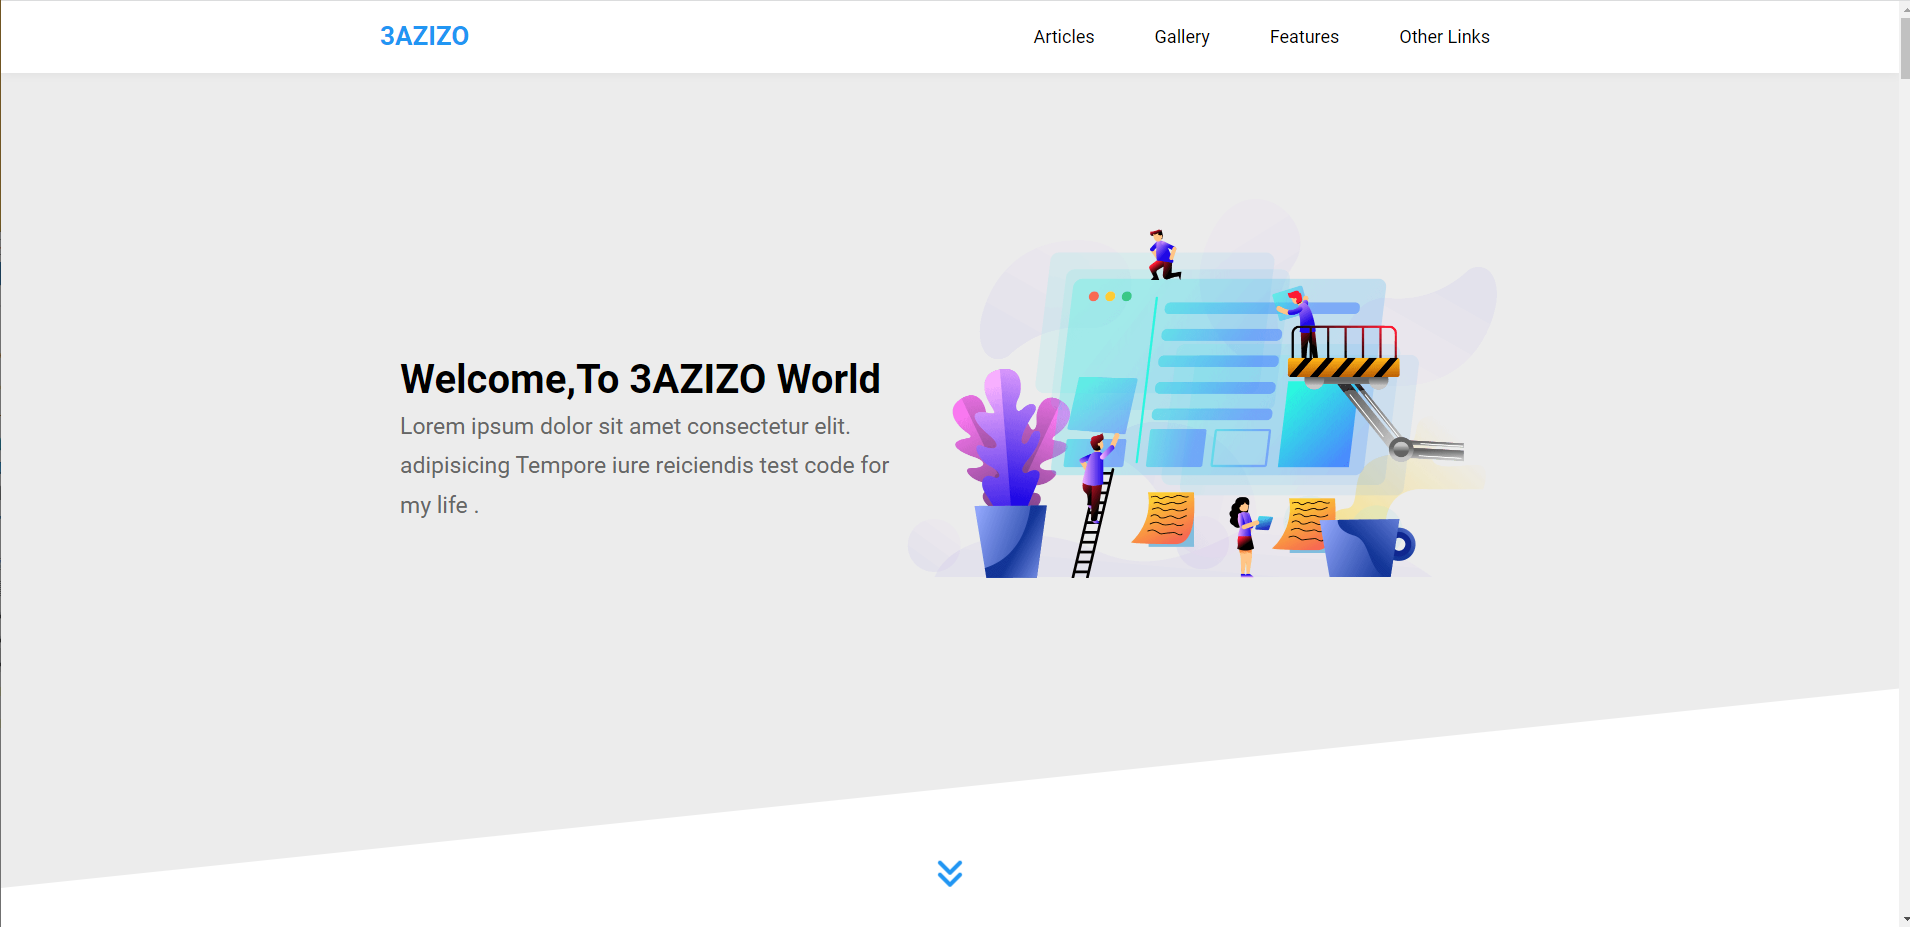 3AZIZO
Articles
Gallery
Features
Other Links
Welcome,To 3AZIZO World
Lorem ipsum dolor sit amet consectetur elit.
adipisicing Tempore iure reiciendis test code for
my life .